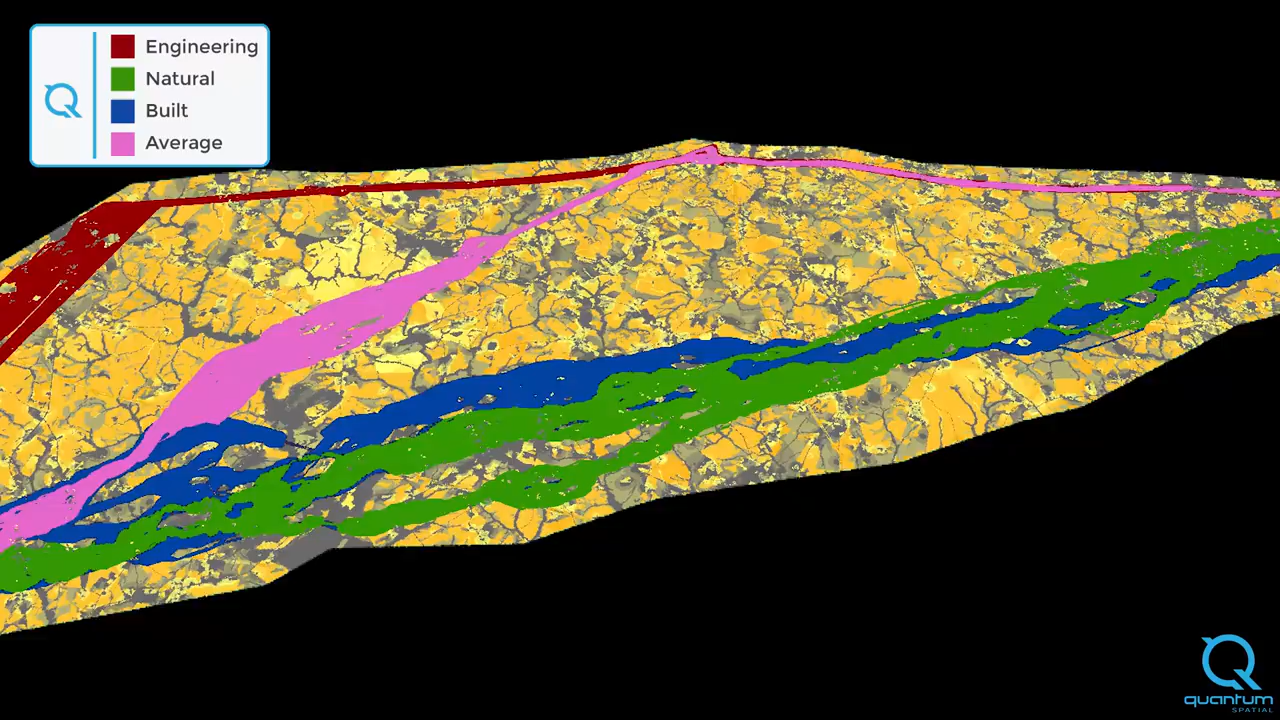 Engineering
Natural
Built
Average
quantum
SPATIAL